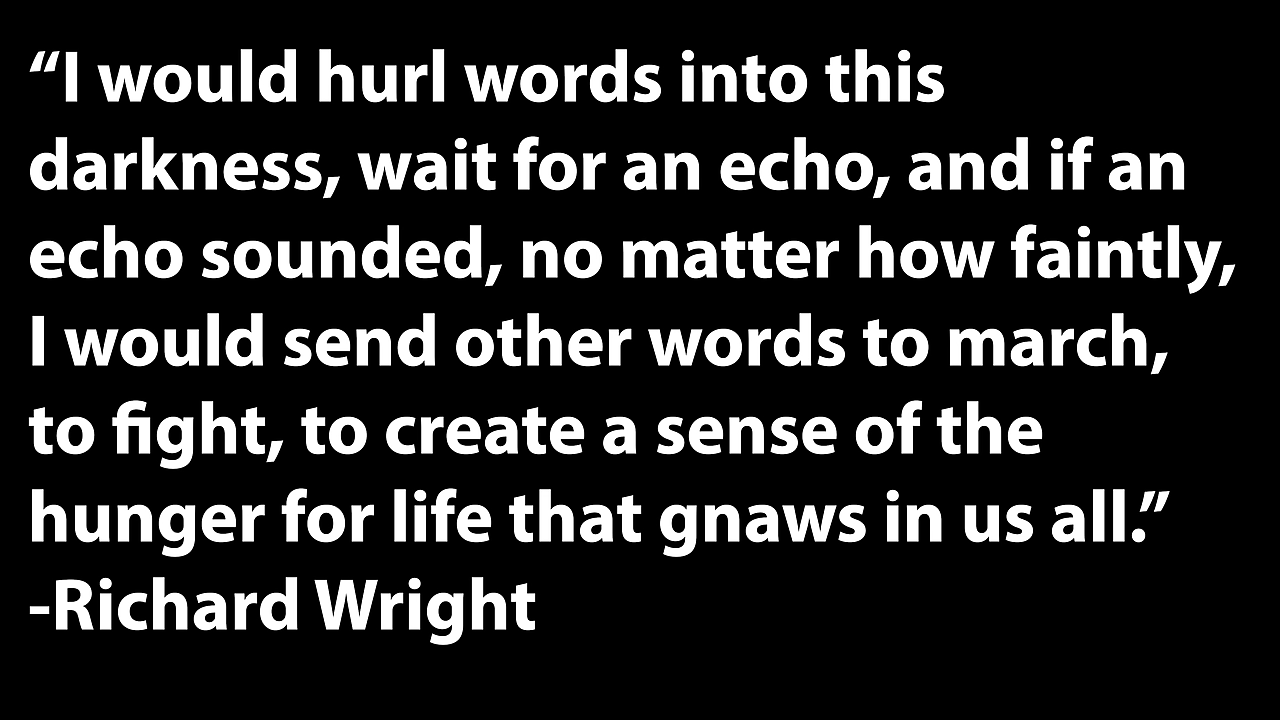 “I would hurl words into this
darkness, wait for an echo, and if an
echo sounded, no matter how faintly,
I would send other words to march,
to fight, to create a sense of the
hunger for life that gnaws in us all.”
-Richard Wright